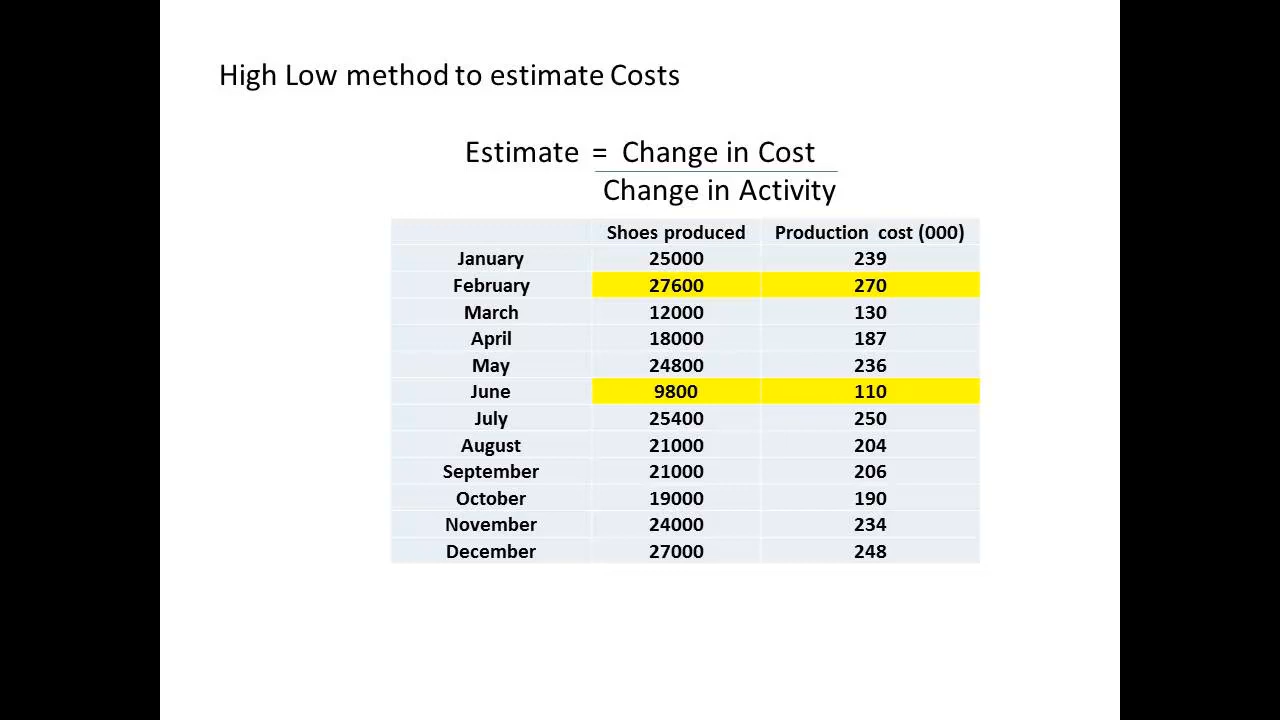 High Low method to estimate Costs
Estimate = Change in Cost
Change in Activity
Shoes produced Production cost (000)
January 25000 239
February 27600 270
March 12000 130
April 18000 187
May 24800 236
June 9800 110
July 25400 250
August 21000 204
September 21000 206
October 19000 190
November 24000 234
December 27000 248